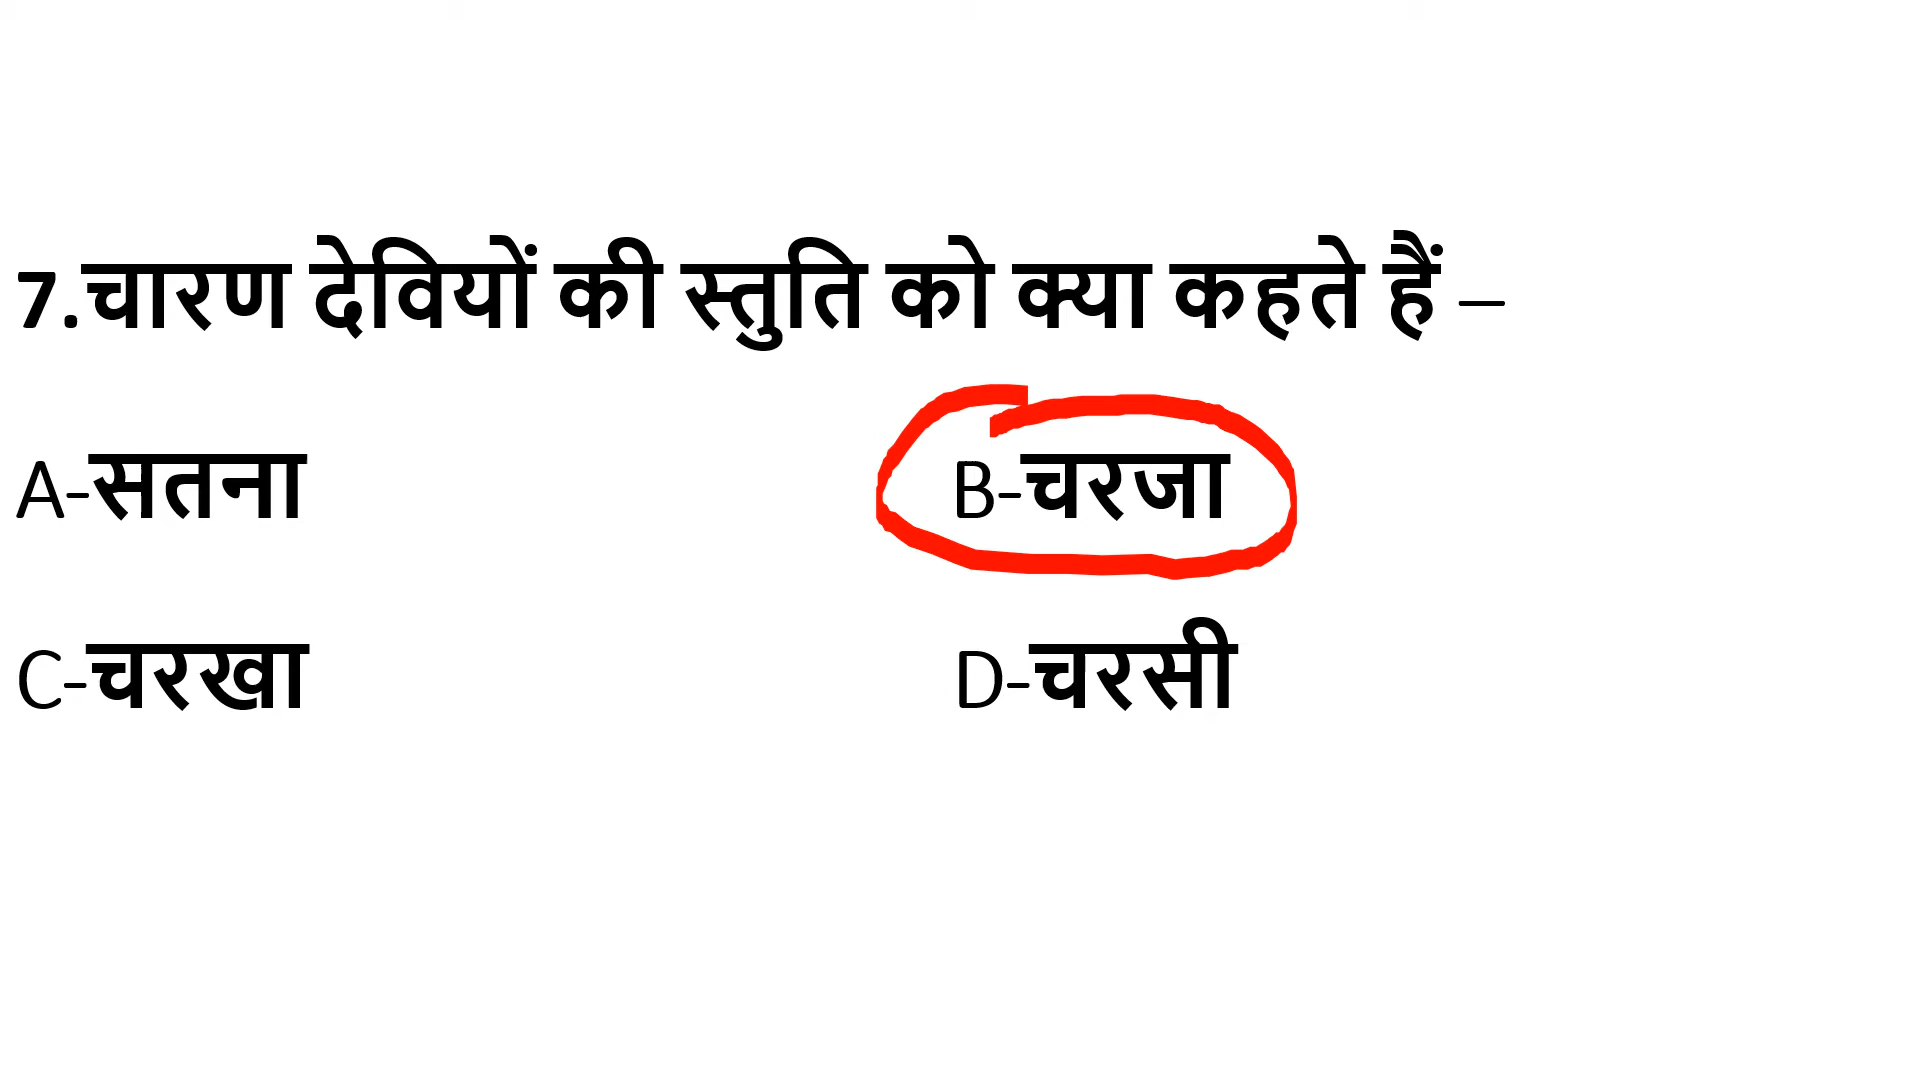 7.चारण देवियों की स्तुति को क्या कहते हैं –
A-सतना B-चरजा
C-चरखा D-चरसी